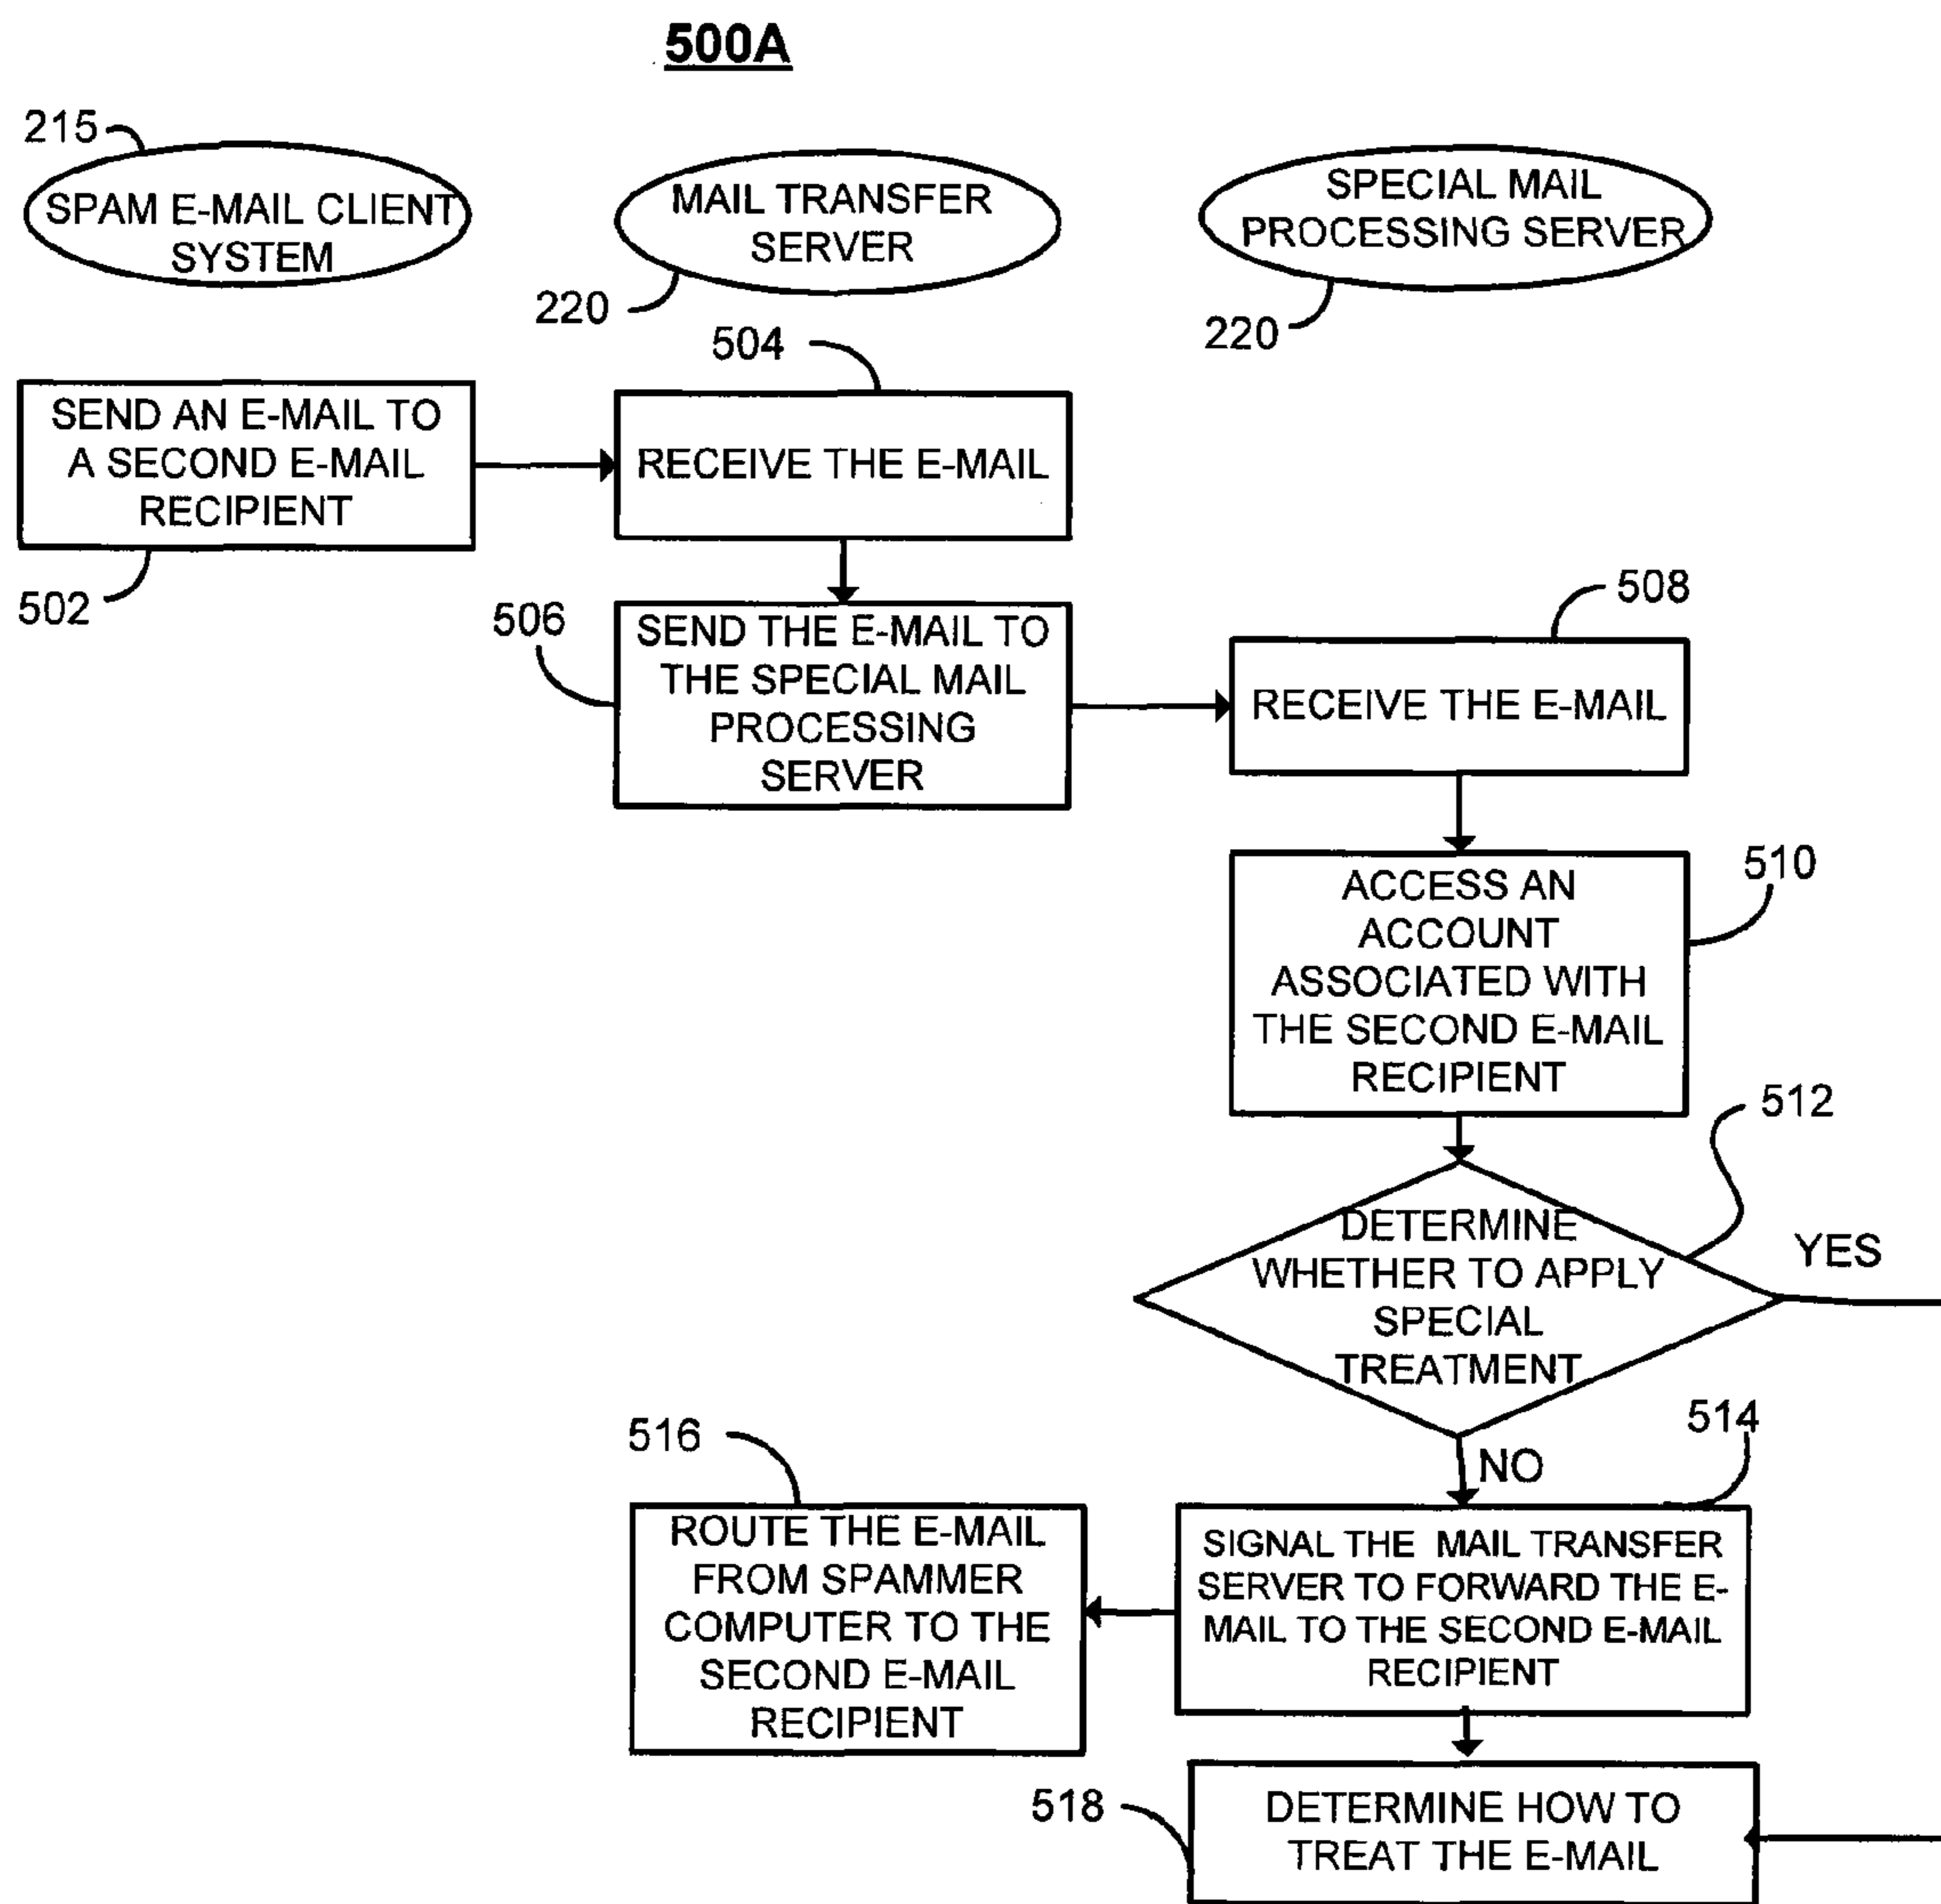 500A
215
SPAM E-MAIL CLIENT
SYSTEM
MAIL TRANSFER
SERVER
220
SPECIAL MAIL
PROCESSING SERVER
220
SEND AN E-MAIL TO
A SECOND E-MAIL
RECIPIENT
502
504
RECEIVE THE E-MAIL
506
SEND THE E-MAIL TO
THE SPECIAL MAIL
PROCESSING
SERVER
508
RECEIVE THE E-MAIL
510
ACCESS AN
ACCOUNT
ASSOCIATED WITH
THE SECOND E-MAIL
RECIPIENT
512
DETERMINE
WHETHER TO APPLY
SPECIAL
TREATMENT
YES
NO
514
SIGNAL THE MAIL TRANSFER
SERVER TO FORWARD THE E-
MAIL TO THE SECOND E-MAIL
RECIPIENT
516
ROUTE THE E-MAIL
FROM SPAMMER
COMPUTER TO THE
SECOND E-MAIL
RECIPIENT
518
DETERMINE HOW TO
TREAT THE E-MAIL